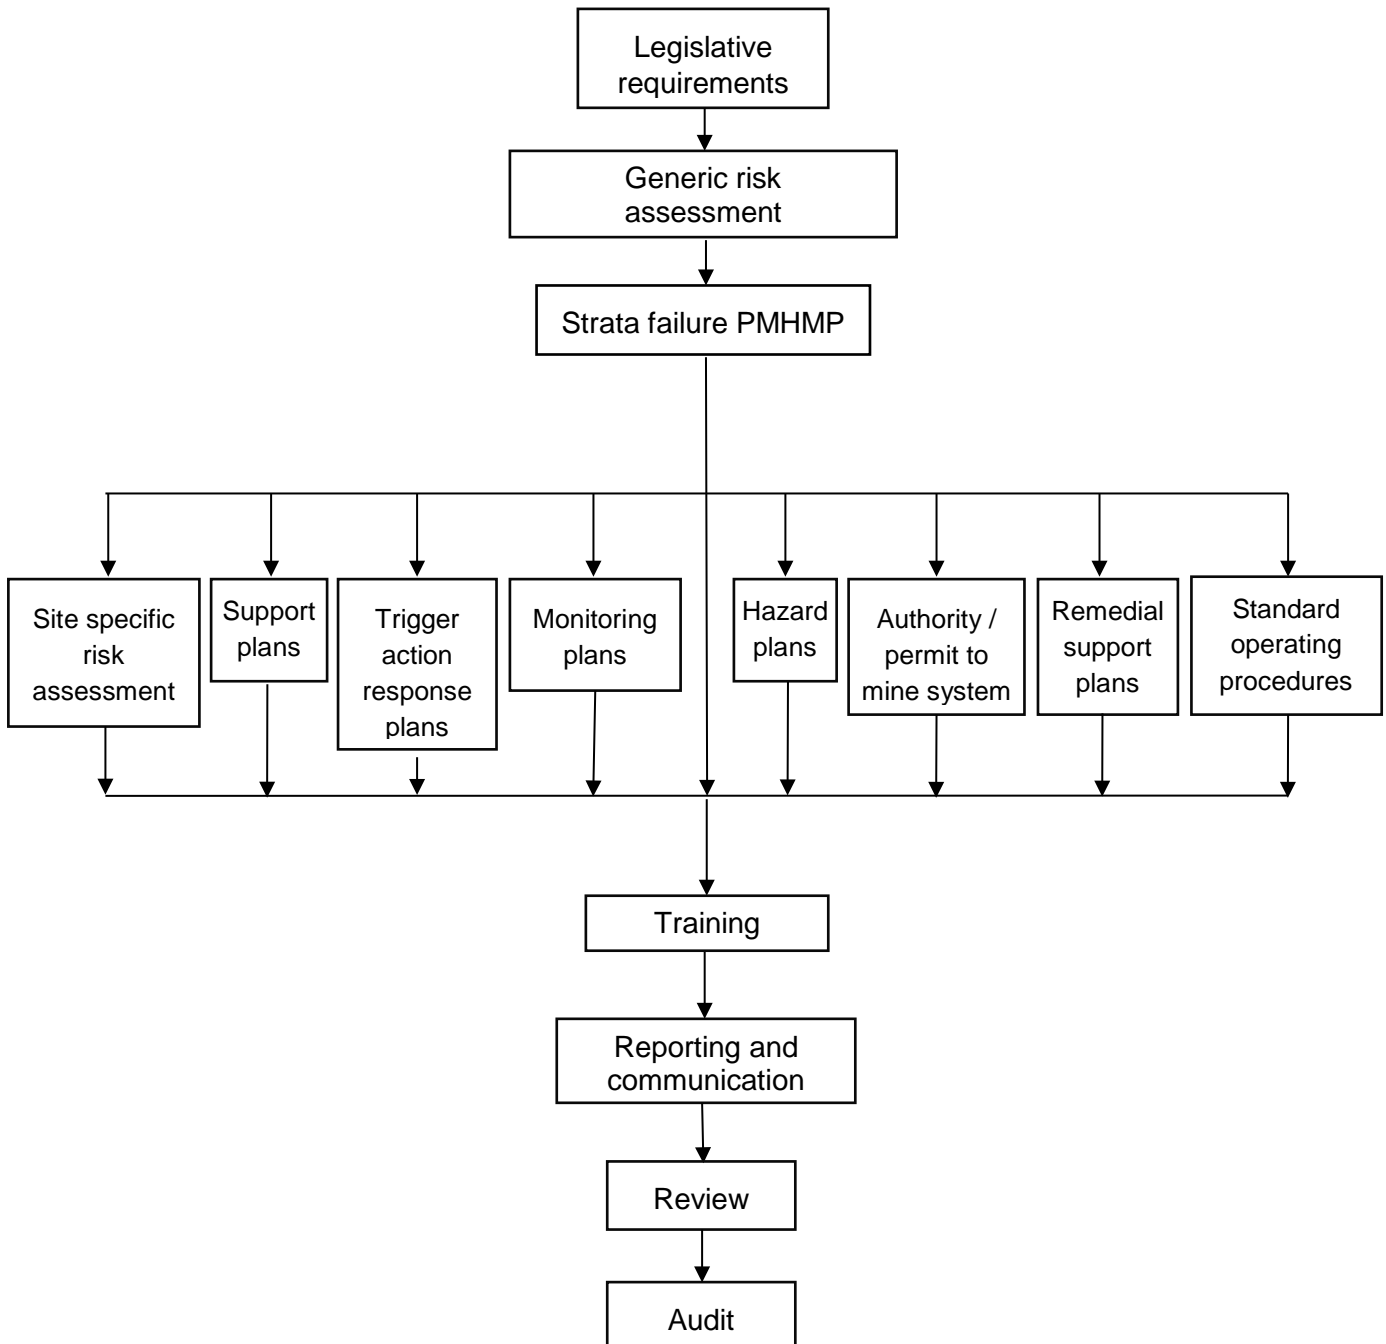 Legislative
requirements
Generic risk
assessment
Strata failure PMHMP
Site specific
risk
assessment
Support
plans
Trigger
action
response
plans
Monitoring
plans
Hazard
plans
Authority /
permit to
mine system
Remedial
support
plans
Standard
operating
procedures
Training
Reporting and
communication
Review
Audit